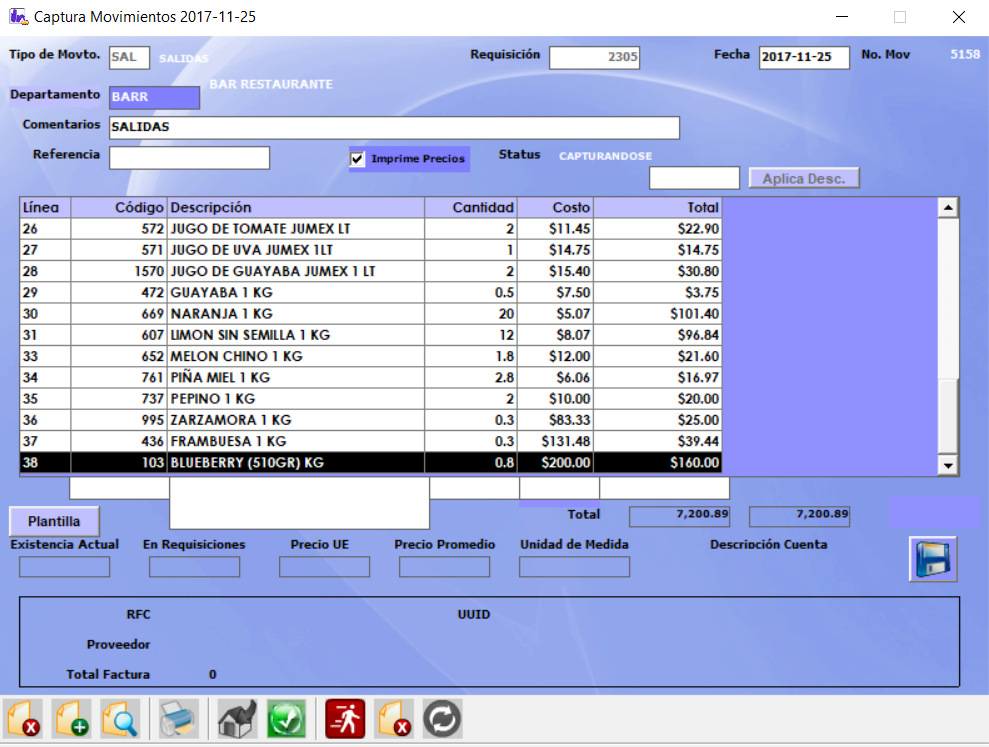 Captura Movimientos 2017-11-25
Tipo de Movto. SAL SALIDAS Requisición 2305 Fecha 2017-11-25 No. Mov 5158
Departamento BARR BAR RESTAURANTE
Comentarios SALIDAS
Referencia Imprime Precios Status CAPTURANDOSE
Aplica Desc.
Línea Código Descripción Cantidad Costo Total
26 572 JUGO DE TOMATE JUMEX LT 2 $11.45 $22.90
27 571 JUGO DE UVA JUMEX 1LT 1 $14.75 $14.75
28 1570 JUGO DE GUAYABA JUMEX 1 LT 2 $15.40 $30.80
29 472 GUAYABA 1 KG 0.5 $7.50 $3.75
30 669 NARANJA 1 KG 20 $5.07 $101.40
31 607 LIMON SIN SEMILLA 1 KG 12 $8.07 $96.84
33 652 MELON CHINO 1 KG 1.8 $12.00 $21.60
34 761 PIÑA MIEL 1 KG 2.8 $6.06 $16.97
35 737 PEPINO 1 KG 2 $10.00 $20.00
36 995 ZARZAMORA 1 KG 0.3 $83.33 $25.00
37 436 FRAMBUESA 1 KG 0.3 $131.48 $39.44
38 103 BLUEBERRY (510GR) KG 0.8 $200.00 $160.00
Plantilla Total 7,200.89 7,200.89
Existencia Actual En Requisiciones Precio UE Precio Promedio Unidad de Medida Descripción Cuenta
RFC UUID
Proveedor
Total Factura 0